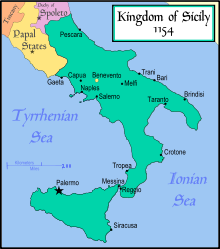 Kingdom of Sicily
1154
Tuscany
Duchy of
Spoleto
Papal
States
Pescara
Gaeta
Capua
Benevento
Naples
Salerno
Melfi
Trani
Bari
Taranto
Brindisi
Tyrrhenian
Sea
Crotone
Tropea
Messina
Reggio
Ionian
Sea
Palermo
Siracusa